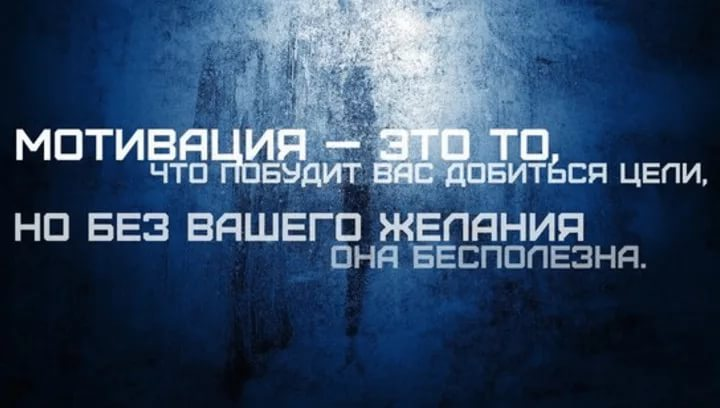 МОТИВАЦИЯ — ЭТО ТО,
ЧТО ПОБУДИТ ВАС ДОБИТЬСЯ ЦЕЛИ,
НО БЕЗ ВАШЕГО ЖЕЛАНИЯ
ОНА БЕСПОЛЕЗНА.